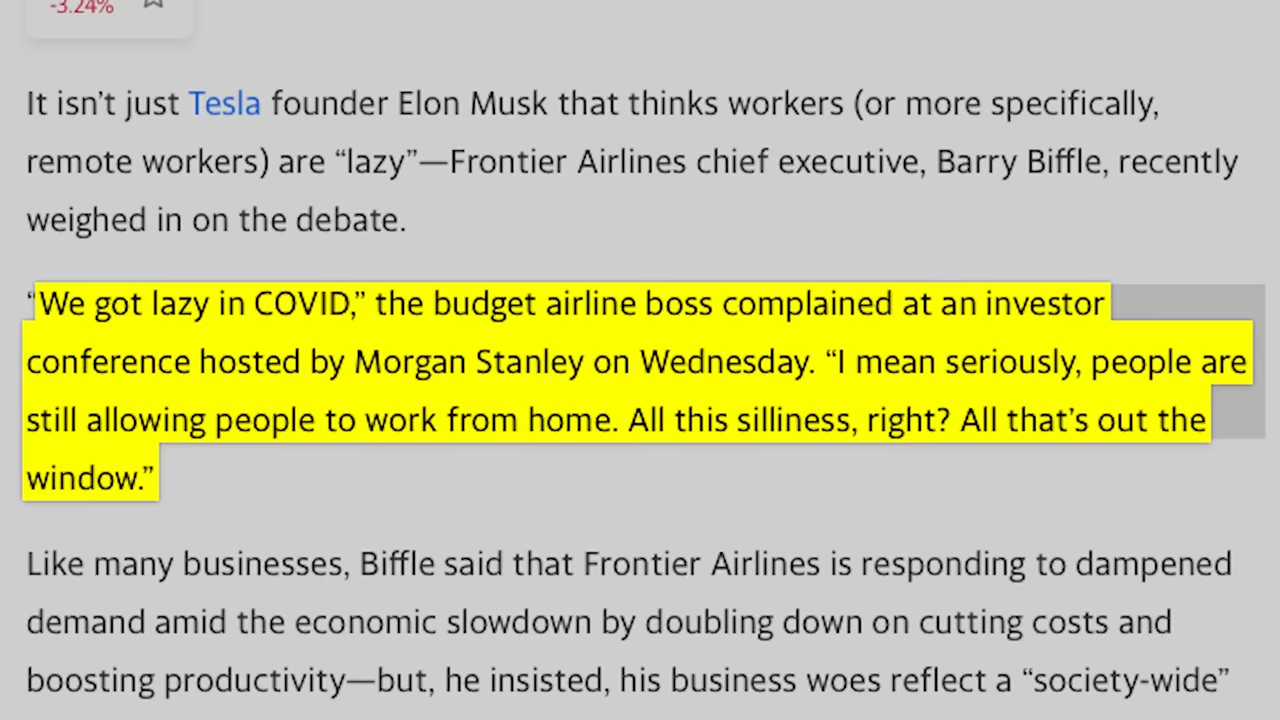 -3.24%
It isn’t just Tesla founder Elon Musk that thinks workers (or more specifically,
remote workers) are “lazy”—Frontier Airlines chief executive, Barry Biffle, recently
weighed in on the debate.
“We got lazy in COVID,” the budget airline boss complained at an investor
conference hosted by Morgan Stanley on Wednesday. “I mean seriously, people are
still allowing people to work from home. All this silliness, right? All that’s out the
window.”
Like many businesses, Biffle said that Frontier Airlines is responding to dampened
demand amid the economic slowdown by doubling down on cutting costs and
boosting productivity—but, he insisted, his business woes reflect a “society-wide”